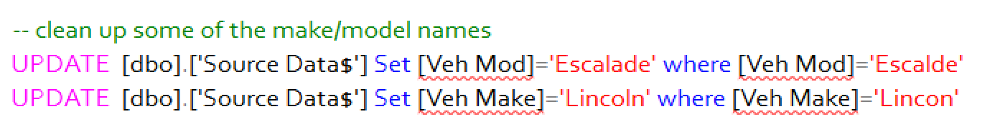 -- clean up some of the make/model names
UPDATE [dbo].['Source Data$'] Set [Veh Mod]='Escalade' where [Veh Mod]='Escalde'
UPDATE [dbo].['Source Data$'] Set [Veh Make]='Lincoln' where [Veh Make]='Lincon'